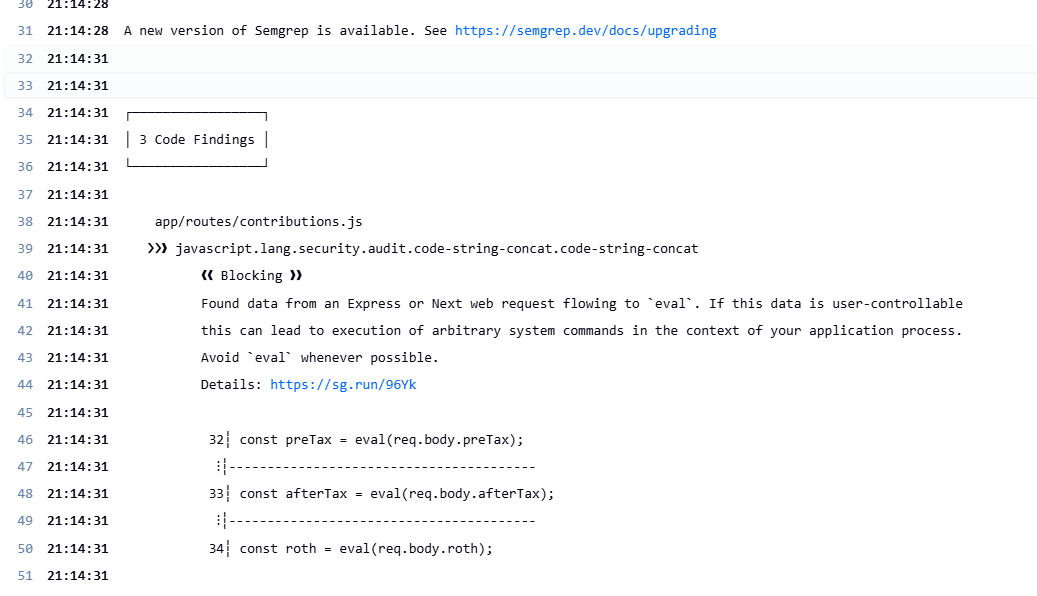 30 21:14:28
31 21:14:28 A new version of Semgrep is available. See https://semgrep.dev/docs/upgrading
32 21:14:31
33 21:14:31
34 21:14:31 ┌─────────────────┐
35 21:14:31 │ 3 Code Findings │
36 21:14:31 └─────────────────┘
37 21:14:31
38 21:14:31 app/routes/contributions.js
39 21:14:31 ❯❯❱ javascript.lang.security.audit.code-string-concat.code-string-concat
40 21:14:31 ❰❰ Blocking ❱❱
41 21:14:31 Found data from an Express or Next web request flowing to `eval`. If this data is user-controllable
42 21:14:31 this can lead to execution of arbitrary system commands in the context of your application process.
43 21:14:31 Avoid `eval` whenever possible.
44 21:14:31 Details: https://sg.run/96Yk
45 21:14:31
46 21:14:31 32┆ const preTax = eval(req.body.preTax);
47 21:14:31 ⋮┆----------------------------------------
48 21:14:31 33┆ const afterTax = eval(req.body.afterTax);
49 21:14:31 ⋮┆----------------------------------------
50 21:14:31 34┆ const roth = eval(req.body.roth);
51 21:14:31